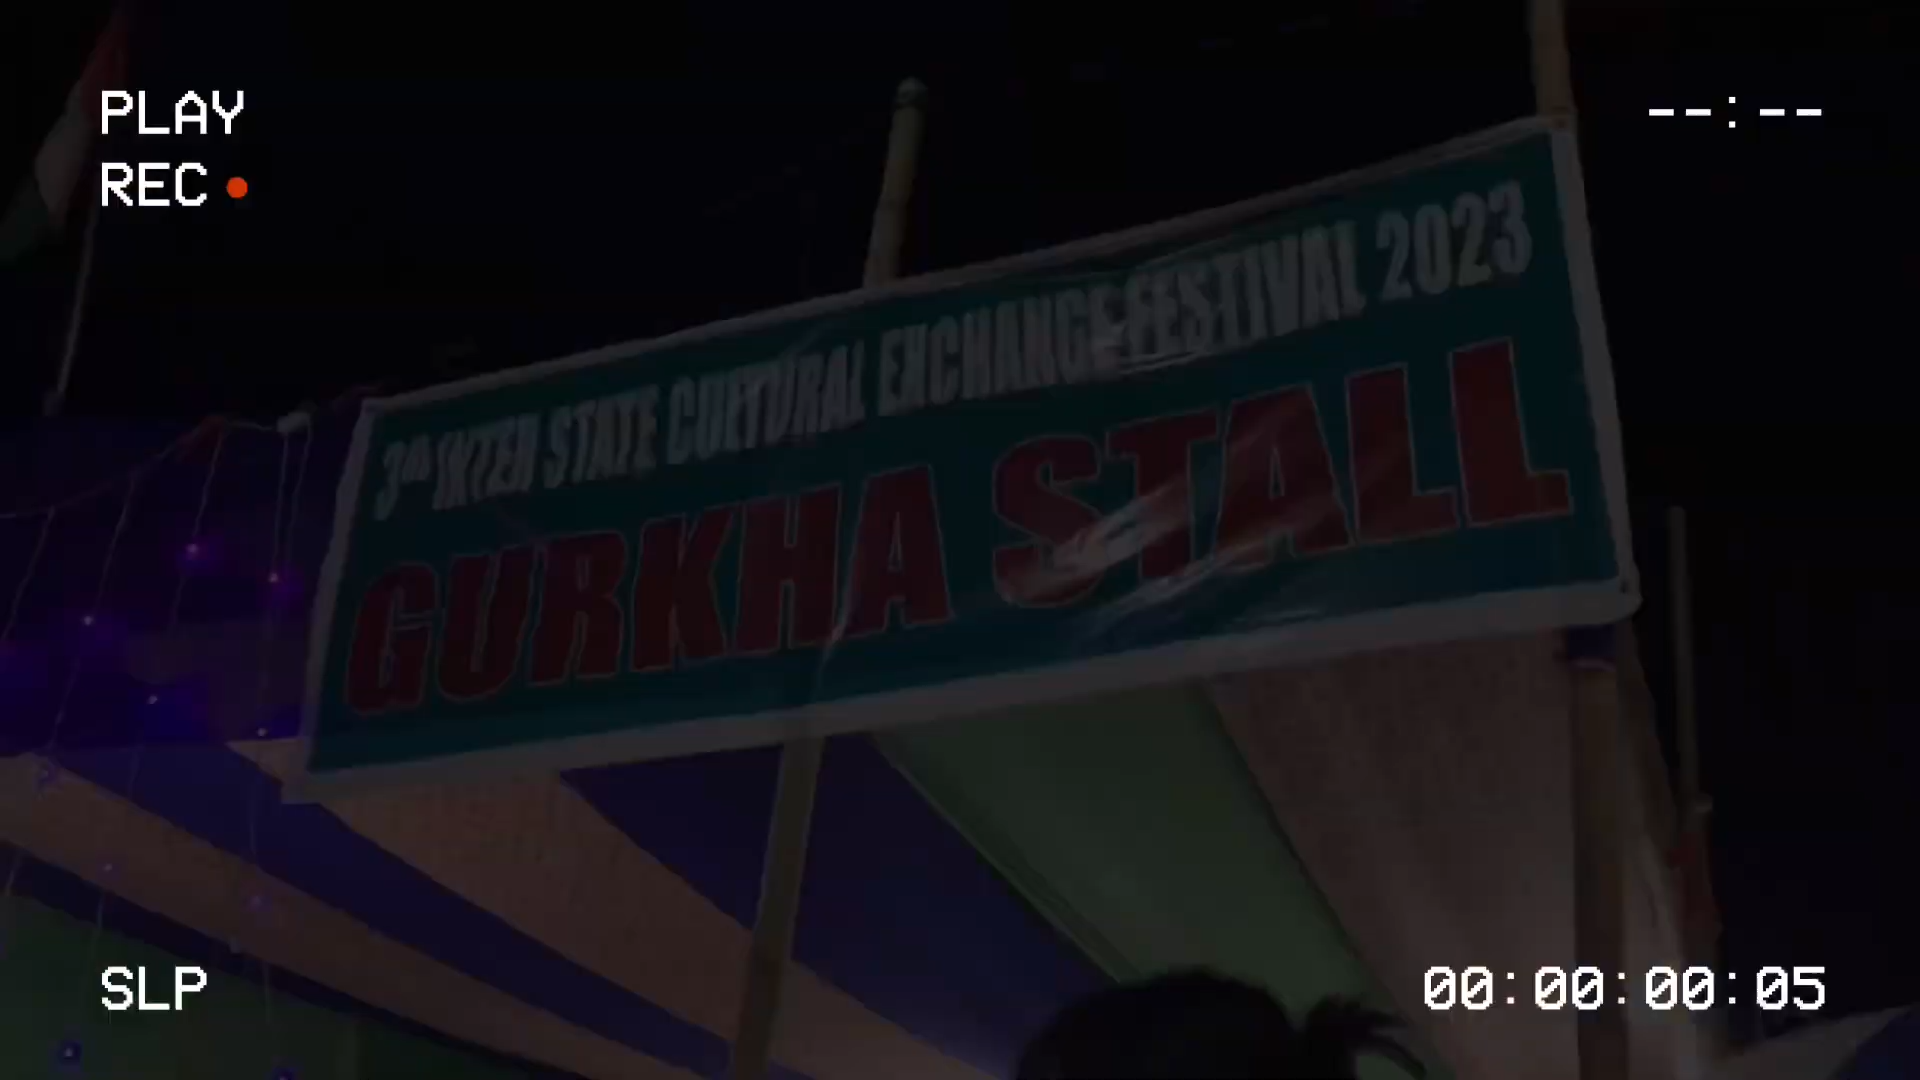 PLAY
--:--
REC
3rd INTER STATE CULTURAL EXCHANGE FESTIVAL 2023
GURKHA STALL
SLP
00:00:00:05